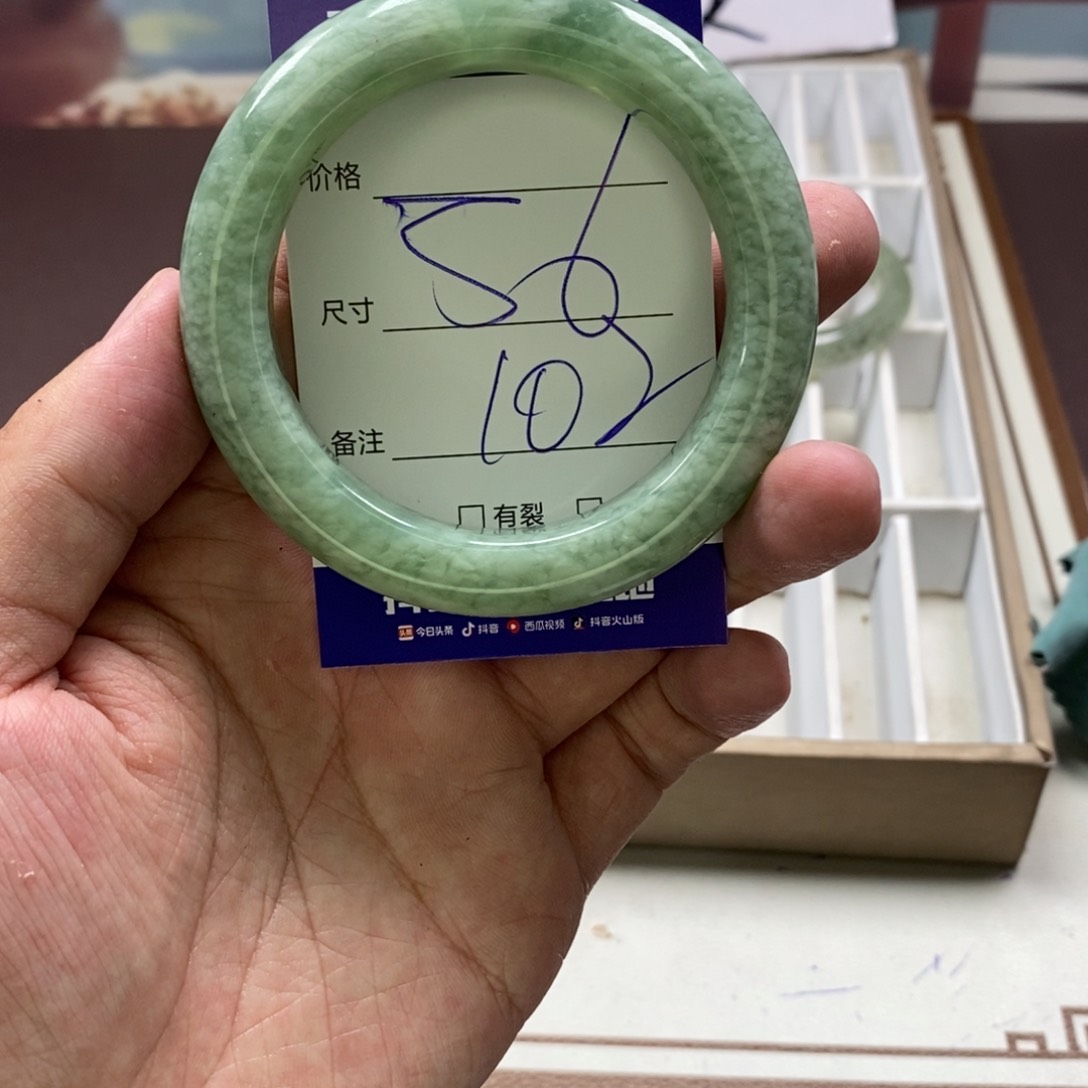 价格
56
尺寸
102
备注
有裂
今日头条 抖音 西瓜视频 抖音火山版